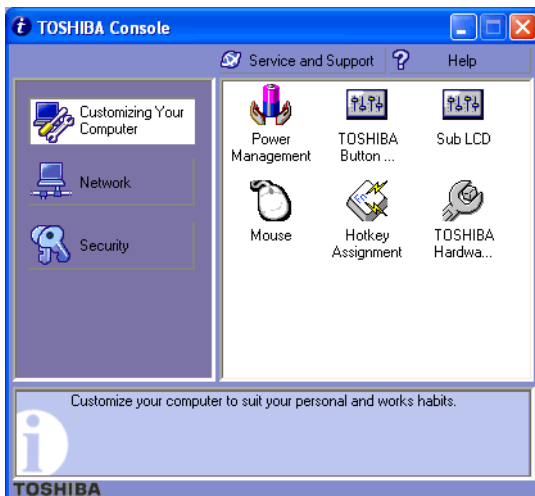 TOSHIBA Console
Service and Support
? Help
Customizing Your
Computer
Network
Security
Power
Management
TOSHIBA
Button ...
Sub LCD
Mouse
Fn
Hotkey
Assignment
TOSHIBA
Hardwa...
Customize your computer to suit your personal and works habits.
i
TOSHIBA